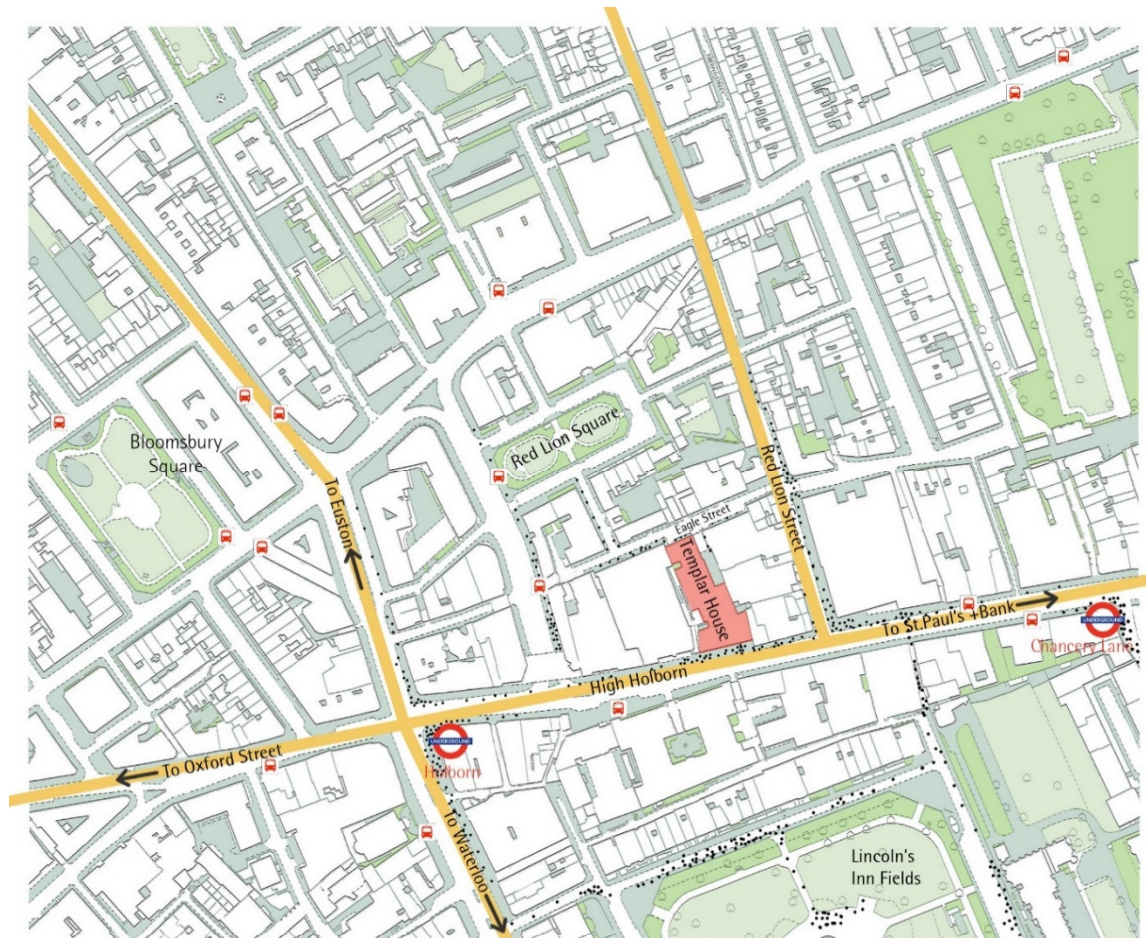 Bloomsbury
Square
Red Lion Square
Red Lion Street
To Euston
Eagle Street
Templar House
To St.Paul's +Bank
UNDERGROUND
Chancery Lane
High Holborn
UNDERGROUND
Holborn
To Oxford Street
To Waterloo
Lincoln's
Inn Fields